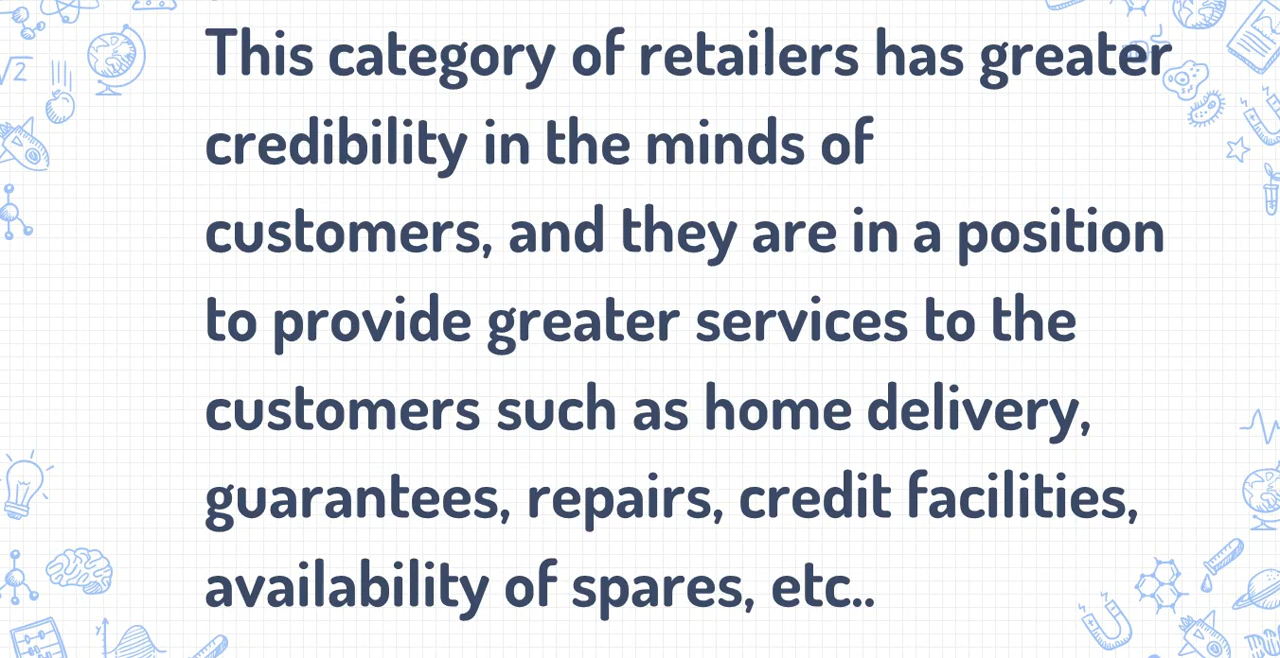 This category of retailers has greater
credibility in the minds of
customers, and they are in a position
to provide greater services to the
customers such as home delivery,
guarantees, repairs, credit facilities,
availability of spares, etc..